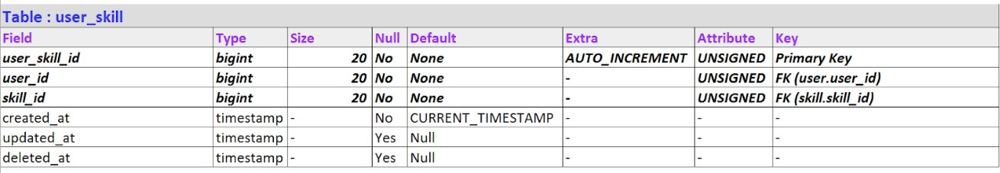 Table : user_skill
Field Type Size Null Default Extra Attribute Key
user_skill_id bigint 20 No None AUTO_INCREMENT UNSIGNED Primary Key
user_id bigint 20 No None - UNSIGNED FK (user.user_id)
skill_id bigint 20 No None - UNSIGNED FK (skill.skill_id)
created_at timestamp - No CURRENT_TIMESTAMP - - -
updated_at timestamp - Yes Null - - -
deleted_at timestamp - Yes Null - - -